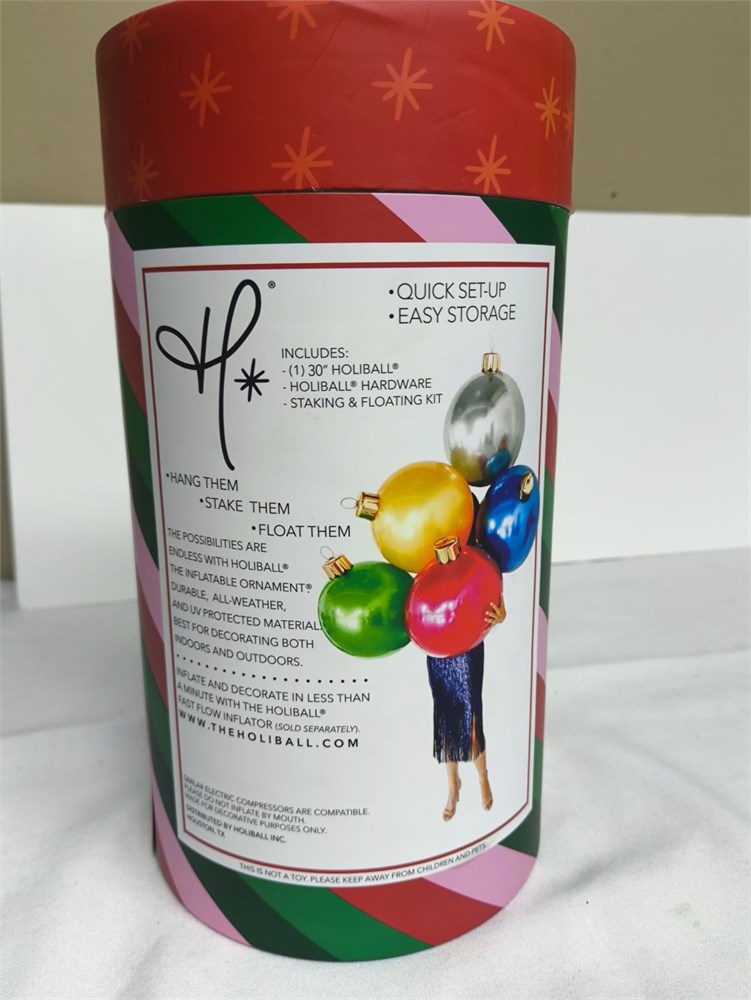 H*®
•QUICK SET-UP
•EASY STORAGE
INCLUDES:
- (1) 30" HOLIBALL®
- HOLIBALL® HARDWARE
- STAKING & FLOATING KIT
•HANG THEM
•STAKE THEM
•FLOAT THEM
THE POSSIBILITIES ARE
ENDLESS WITH HOLIBALL®
THE INFLATABLE ORNAMENT®
DURABLE, ALL-WEATHER,
AND UV PROTECTED MATERIAL.
BEST FOR DECORATING BOTH
INDOORS AND OUTDOORS.
INFLATE AND DECORATE IN LESS THAN
A MINUTE WITH THE HOLIBALL®
FAST FLOW INFLATOR (SOLD SEPARATELY).
WWW.THEHOLIBALL.COM
SIMILAR ELECTRIC COMPRESSORS ARE COMPATIBLE.
PLEASE DO NOT INFLATE BY MOUTH.
MADE FOR DECORATIVE PURPOSES ONLY.
DISTRIBUTED BY HOLIBALL INC.
HOUSTON, TX
THIS IS NOT A TOY. PLEASE KEEP AWAY FROM CHILDREN AND PETS.